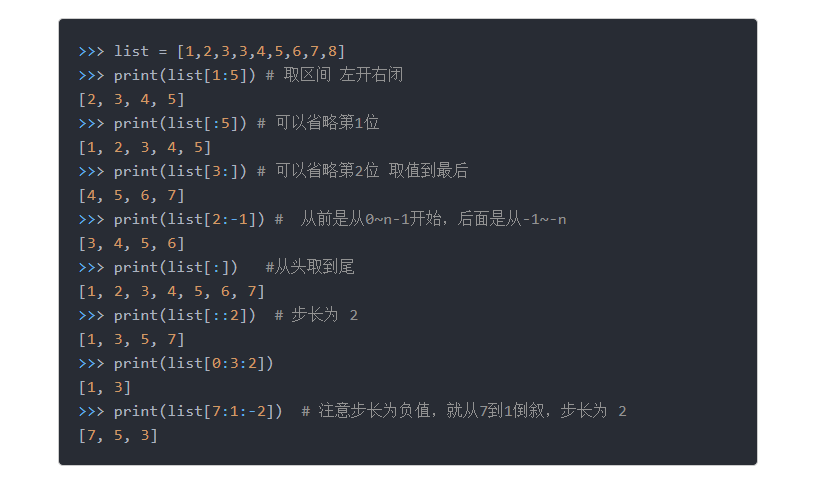 >>> list = [1,2,3,3,4,5,6,7,8]
>>> print(list[1:5]) # 取区间 左开右闭
[2, 3, 4, 5]
>>> print(list[:5]) # 可以省略第1位
[1, 2, 3, 4, 5]
>>> print(list[3:]) # 可以省略第2位 取值到最后
[4, 5, 6, 7]
>>> print(list[2:-1]) #  从前是从0~n-1开始，后面是从-1~-n
[3, 4, 5, 6]
>>> print(list[:])   #从头取到尾
[1, 2, 3, 4, 5, 6, 7]
>>> print(list[::2])  # 步长为 2
[1, 3, 5, 7]
>>> print(list[0:3:2])
[1, 3]
>>> print(list[7:1:-2])  # 注意步长为负值，就从7到1倒叙，步长为 2
[7, 5, 3]